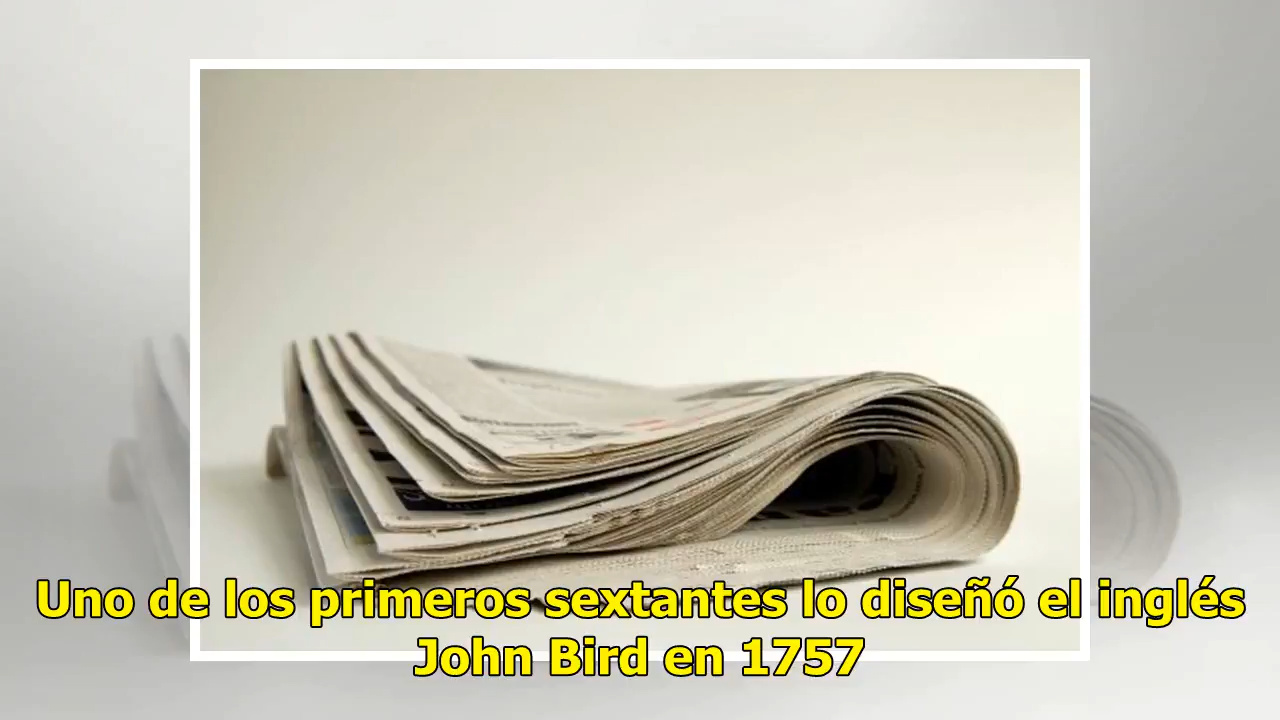 Uno de los primeros sextantes lo diseñó el inglés
John Bird en 1757